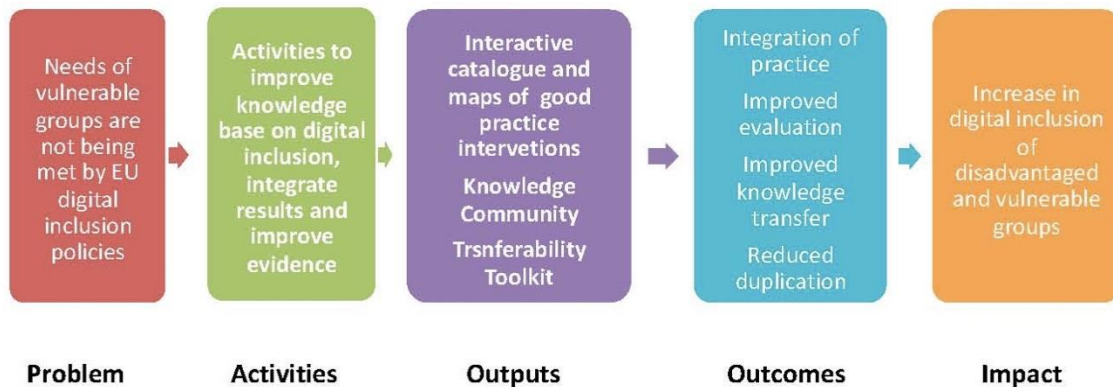 Needs of
vulnerable
groups are
not being
met by EU
digital
inclusion
policies
Activities to
improve
knowledge
base on digital
inclusion,
integrate
results and
improve
evidence
Interactive
catalogue and
maps of good
practice
intervetions
Knowledge
Community
Trsnferability
Toolkit
Integration of
practice
Improved
evaluation
Improved
knowledge
transfer
Reduced
duplication
Increase in
digital inclusion
of
disadvantaged
and vulnerable
groups
Problem Activities Outputs Outcomes Impact